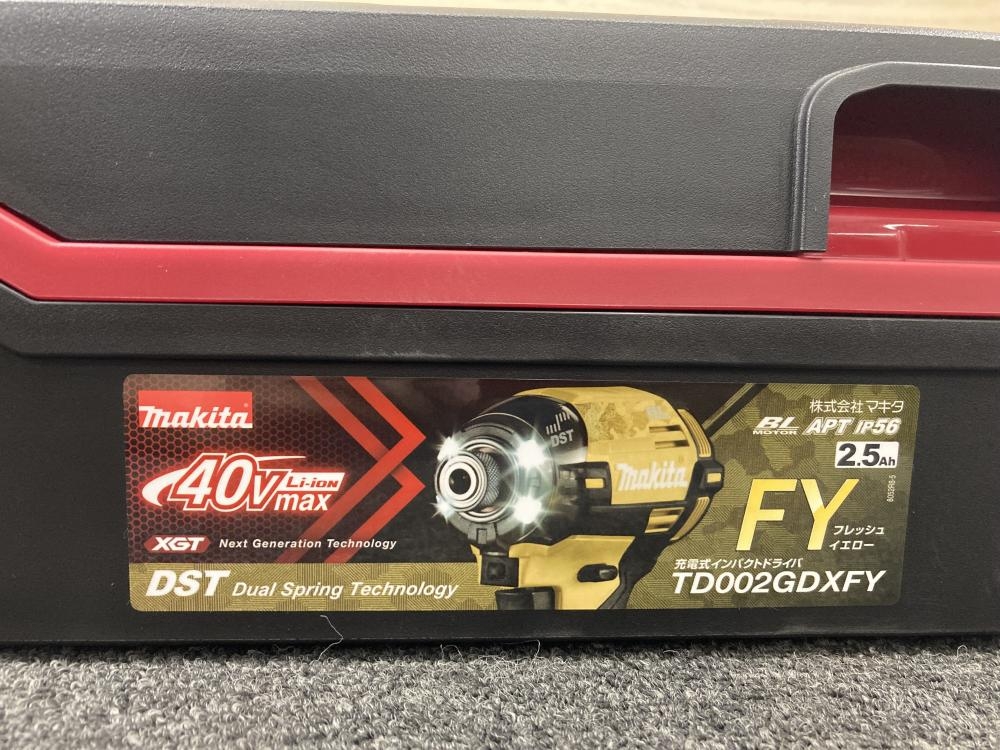 makita
40Vmax Li-ion
XGT Next Generation Technology
DST Dual Spring Technology
BL
DST
makita
株式会社マキタ
BL MOTOR APT IP56
2.5Ah
FY フレッシュイエロー
充電式インパクトドライバ
TD002GDXFY